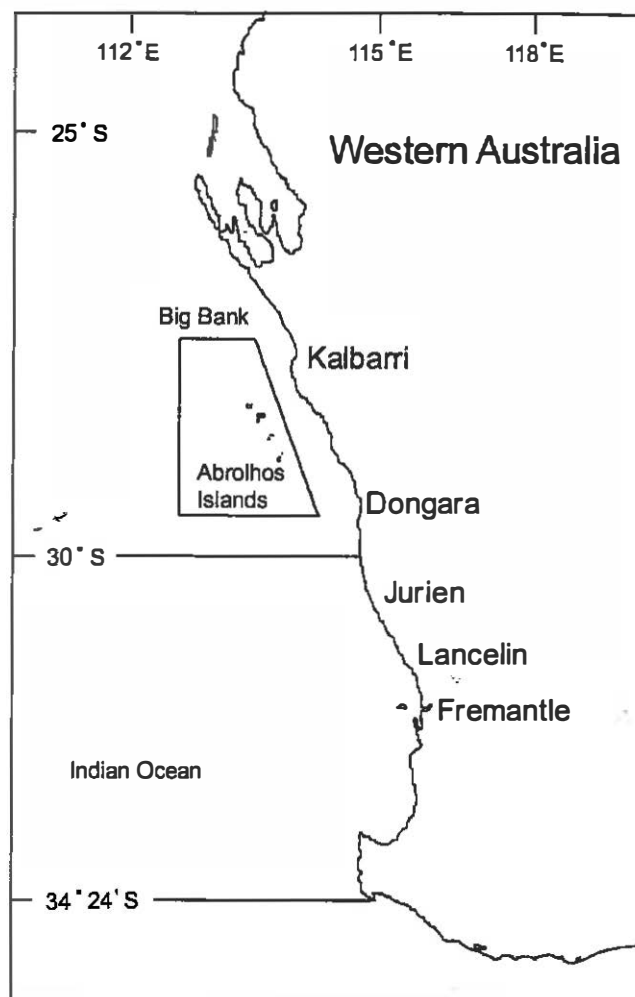 112°E 115°E 118°E
25°S
Western Australia
Big Bank
Kalbarri
Abrolhos
Islands
Dongara
30°S
Jurien
Lancelin
Fremantle
Indian Ocean
34°24'S